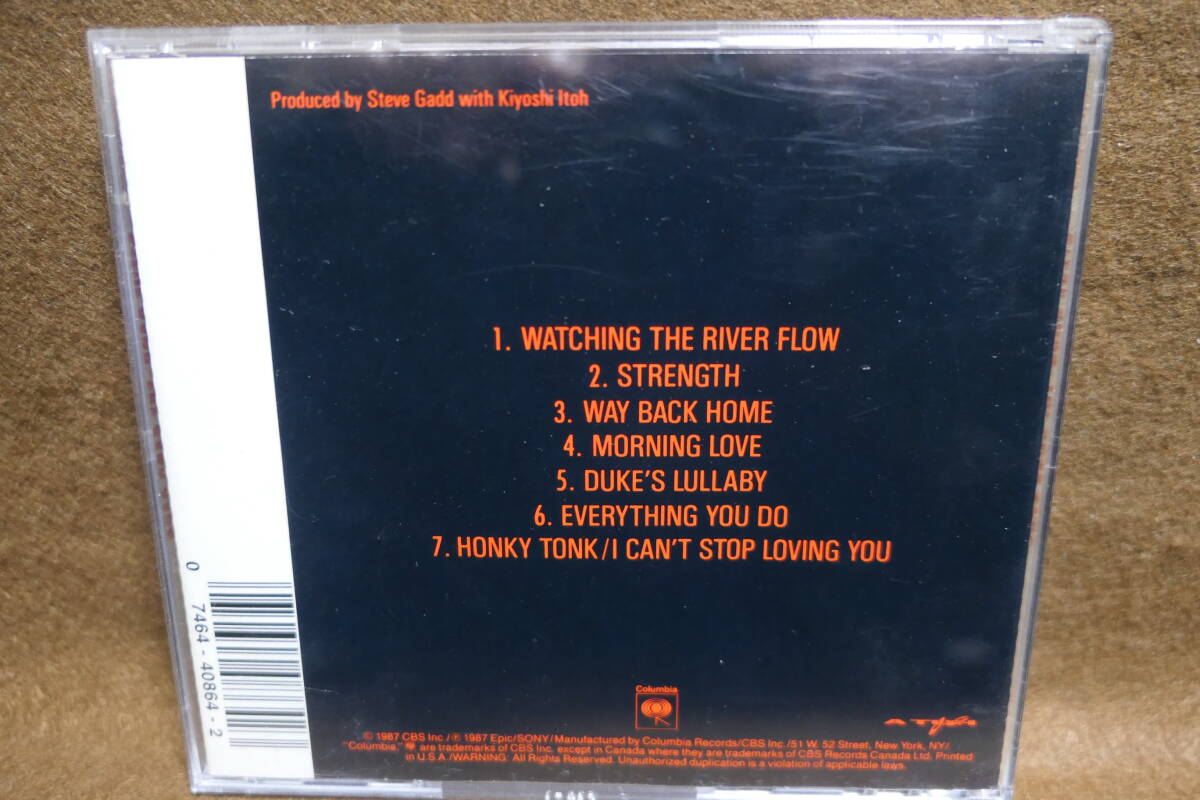 Produced by Steve Gadd with Kiyoshi Itoh
1. WATCHING THE RIVER FLOW
2. STRENGTH
3. WAY BACK HOME
4. MORNING LOVE
5. DUKE'S LULLABY
6. EVERYTHING YOU DO
7. HONKY TONK/I CAN'T STOP LOVING YOU
0 7464-40864-2
Columbia
© 1987 CBS Inc./℗ 1987 Epic/SONY/Manufactured by Columbia Records/CBS Inc./51 W. 52 Street, New York, NY/
"Columbia," are trademarks of CBS Inc. except in Canada where they are trademarks of CBS Records Canada Ltd. Printed
in U.S.A./WARNING: All Rights Reserved. Unauthorized duplication is a violation of applicable laws.